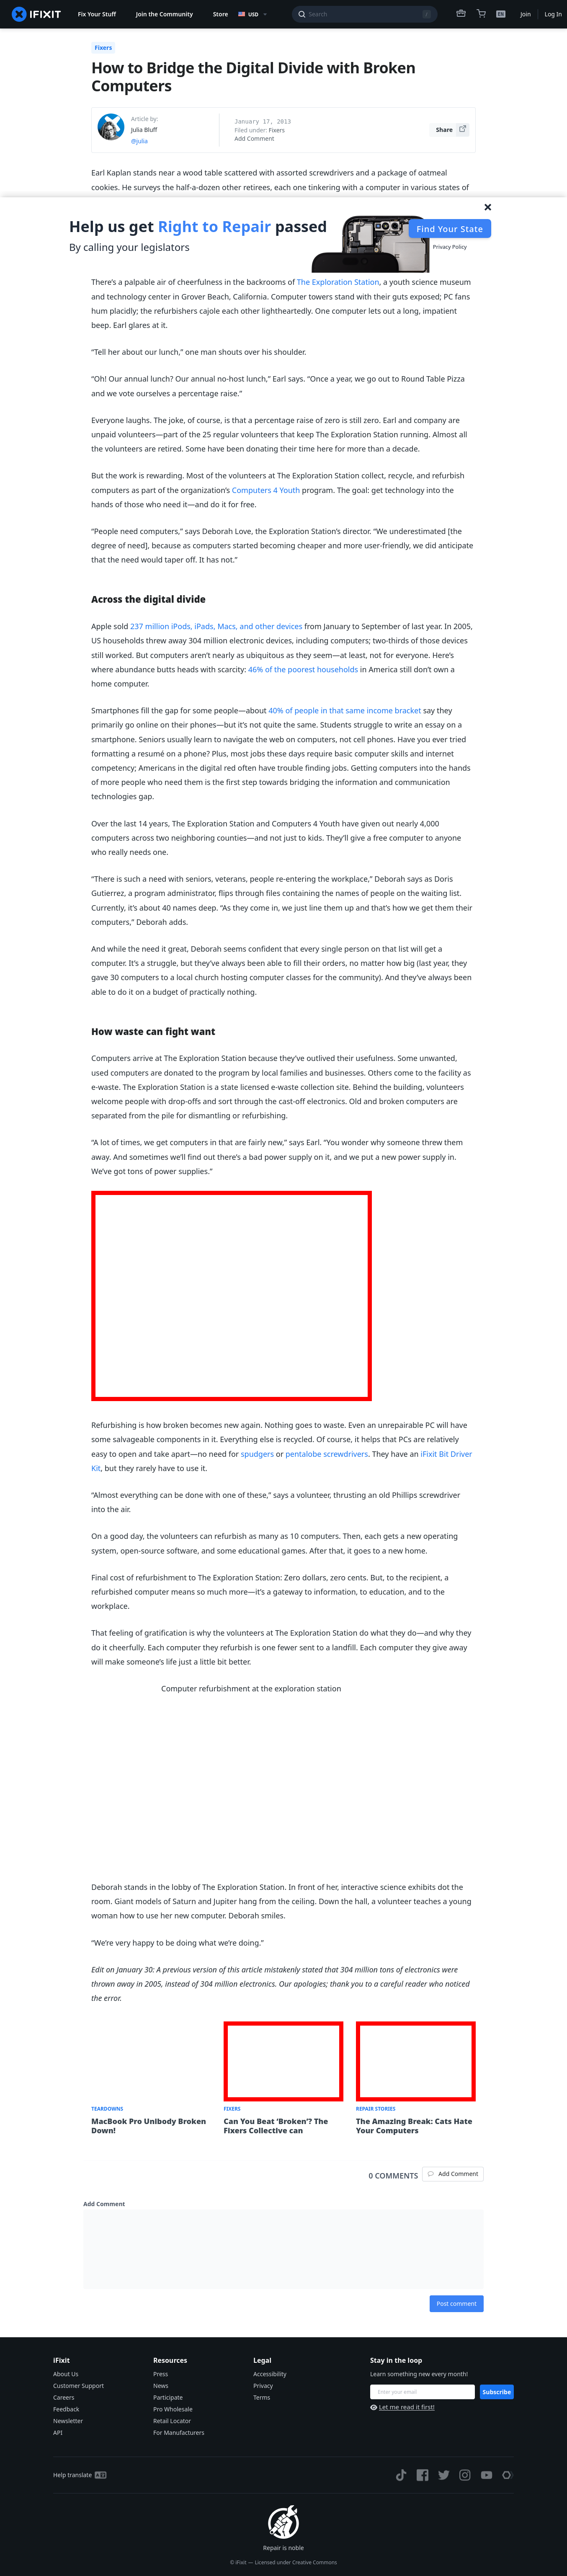 IFIXIT
Fix Your Stuff
Join the Community
Store
USD
Search
/
EN
Join
Log In
Fixers
How to Bridge the Digital Divide with Broken
Computers
Article by:
Julia Bluff
@julia
January 17, 2013
Filed under: Fixers
Add Comment
Share
Earl Kaplan stands near a wood table scattered with assorted screwdrivers and a package of oatmeal
cookies. He surveys the half-a-dozen other retirees, each one tinkering with a computer in various states of
Help us get Right to Repair passed
By calling your legislators
Find Your State
Privacy Policy
There's a palpable air of cheerfulness in the backrooms of The Exploration Station, a youth science museum
and technology center in Grover Beach, California. Computer towers stand with their guts exposed; PC fans
hum placidly; the refurbishers cajole each other lightheartedly. One computer lets out a long, impatient
beep. Earl glares at it.
“Tell her about our lunch,” one man shouts over his shoulder.
“Oh! Our annual lunch? Our annual no-host lunch,” Earl says. “Once a year, we go out to Round Table Pizza
and we vote ourselves a percentage raise.”
Everyone laughs. The joke, of course, is that a percentage raise of zero is still zero. Earl and company are
unpaid volunteers—part of the 25 regular volunteers that keep The Exploration Station running. Almost all
the volunteers are retired. Some have been donating their time here for more than a decade.
But the work is rewarding. Most of the volunteers at The Exploration Station collect, recycle, and refurbish
computers as part of the organization’s Computers 4 Youth program. The goal: get technology into the
hands of those who need it—and do it for free.
“People need computers,” says Deborah Love, the Exploration Station’s director. “We underestimated [the
degree of need], because as computers started becoming cheaper and more user-friendly, we did anticipate
that the need would taper off. It has not.”
Across the digital divide
Apple sold 237 million iPods, iPads, Macs, and other devices from January to September of last year. In 2005,
US households threw away 304 million electronic devices, including computers; two-thirds of those devices
still worked. But computers aren’t nearly as ubiquitous as they seem—at least, not for everyone. Here’s
where abundance butts heads with scarcity: 46% of the poorest households in America still don’t own a
home computer.
Smartphones fill the gap for some people—about 40% of people in that same income bracket say they
primarily go online on their phones—but it’s not quite the same. Students struggle to write an essay on a
smartphone. Seniors usually learn to navigate the web on computers, not cell phones. Have you ever tried
formatting a resumé on a phone? Plus, most jobs these days require basic computer skills and internet
competency; Americans in the digital red often have trouble finding jobs. Getting computers into the hands
of more people who need them is the first step towards bridging the information and communication
technologies gap.
Over the last 14 years, The Exploration Station and Computers 4 Youth have given out nearly 4,000
computers across two neighboring counties—and not just to kids. They’ll give a free computer to anyone
who really needs one.
“There is such a need with seniors, veterans, people re-entering the workplace,” Deborah says as Doris
Gutierrez, a program administrator, flips through files containing the names of people on the waiting list.
Currently, it’s about 40 names deep. “As they come in, we just line them up and that’s how we get them their
computers,” Deborah adds.
And while the need it great, Deborah seems confident that every single person on that list will get a
computer. It’s a struggle, but they’ve always been able to fill their orders, no matter how big (last year, they
gave 30 computers to a local church hosting computer classes for the community). And they’ve always been
able to do it on a budget of practically nothing.
How waste can fight want
Computers arrive at The Exploration Station because they’ve outlived their usefulness. Some unwanted,
used computers are donated to the program by local families and businesses. Others come to the facility as
e-waste. The Exploration Station is a state licensed e-waste collection site. Behind the building, volunteers
welcome people with drop-offs and sort through the cast-off electronics. Old and broken computers are
separated from the pile for dismantling or refurbishing.
“A lot of times, we get computers in that are fairly new,” says Earl. “You wonder why someone threw them
away. And sometimes we’ll find out there’s a bad power supply on it, and we put a new power supply in.
We’ve got tons of power supplies.”
Refurbishing is how broken becomes new again. Nothing goes to waste. Even an unrepairable PC will have
some salvageable components in it. Everything else is recycled. Of course, it helps that PCs are relatively
easy to open and take apart—no need for spudgers or pentalobe screwdrivers. They have an iFixit Bit Driver
Kit, but they rarely have to use it.
“Almost everything can be done with one of these,” says a volunteer, thrusting an old Phillips screwdriver
into the air.
On a good day, the volunteers can refurbish as many as 10 computers. Then, each gets a new operating
system, open-source software, and some educational games. After that, it goes to a new home.
Final cost of refurbishment to The Exploration Station: Zero dollars, zero cents. But, to the recipient, a
refurbished computer means so much more—it’s a gateway to information, to education, and to the
workplace.
That feeling of gratification is why the volunteers at The Exploration Station do what they do—and why they
do it cheerfully. Each computer they refurbish is one fewer sent to a landfill. Each computer they give away
will make someone’s life just a little bit better.
Computer refurbishment at the exploration station
Deborah stands in the lobby of The Exploration Station. In front of her, interactive science exhibits dot the
room. Giant models of Saturn and Jupiter hang from the ceiling. Down the hall, a volunteer teaches a young
woman how to use her new computer. Deborah smiles.
“We’re very happy to be doing what we’re doing.”
Edit on January 30: A previous version of this article mistakenly stated that 304 million tons of electronics were
thrown away in 2005, instead of 304 million electronics. Our apologies; thank you to a careful reader who noticed
the error.
TEARDOWNS
MacBook Pro Unibody Broken
Down!
FIXERS
Can You Beat ‘Broken’? The
Fixers Collective can
REPAIR STORIES
The Amazing Break: Cats Hate
Your Computers
0 COMMENTS
Add Comment
Add Comment
Post comment
iFixit
About Us
Customer Support
Careers
Feedback
Newsletter
API
Resources
Press
News
Participate
Pro Wholesale
Retail Locator
For Manufacturers
Legal
Accessibility
Privacy
Terms
Stay in the loop
Learn something new every month!
Enter your email
Subscribe
Let me read it first!
Help translate
Repair is noble
© iFixit — Licensed under Creative Commons